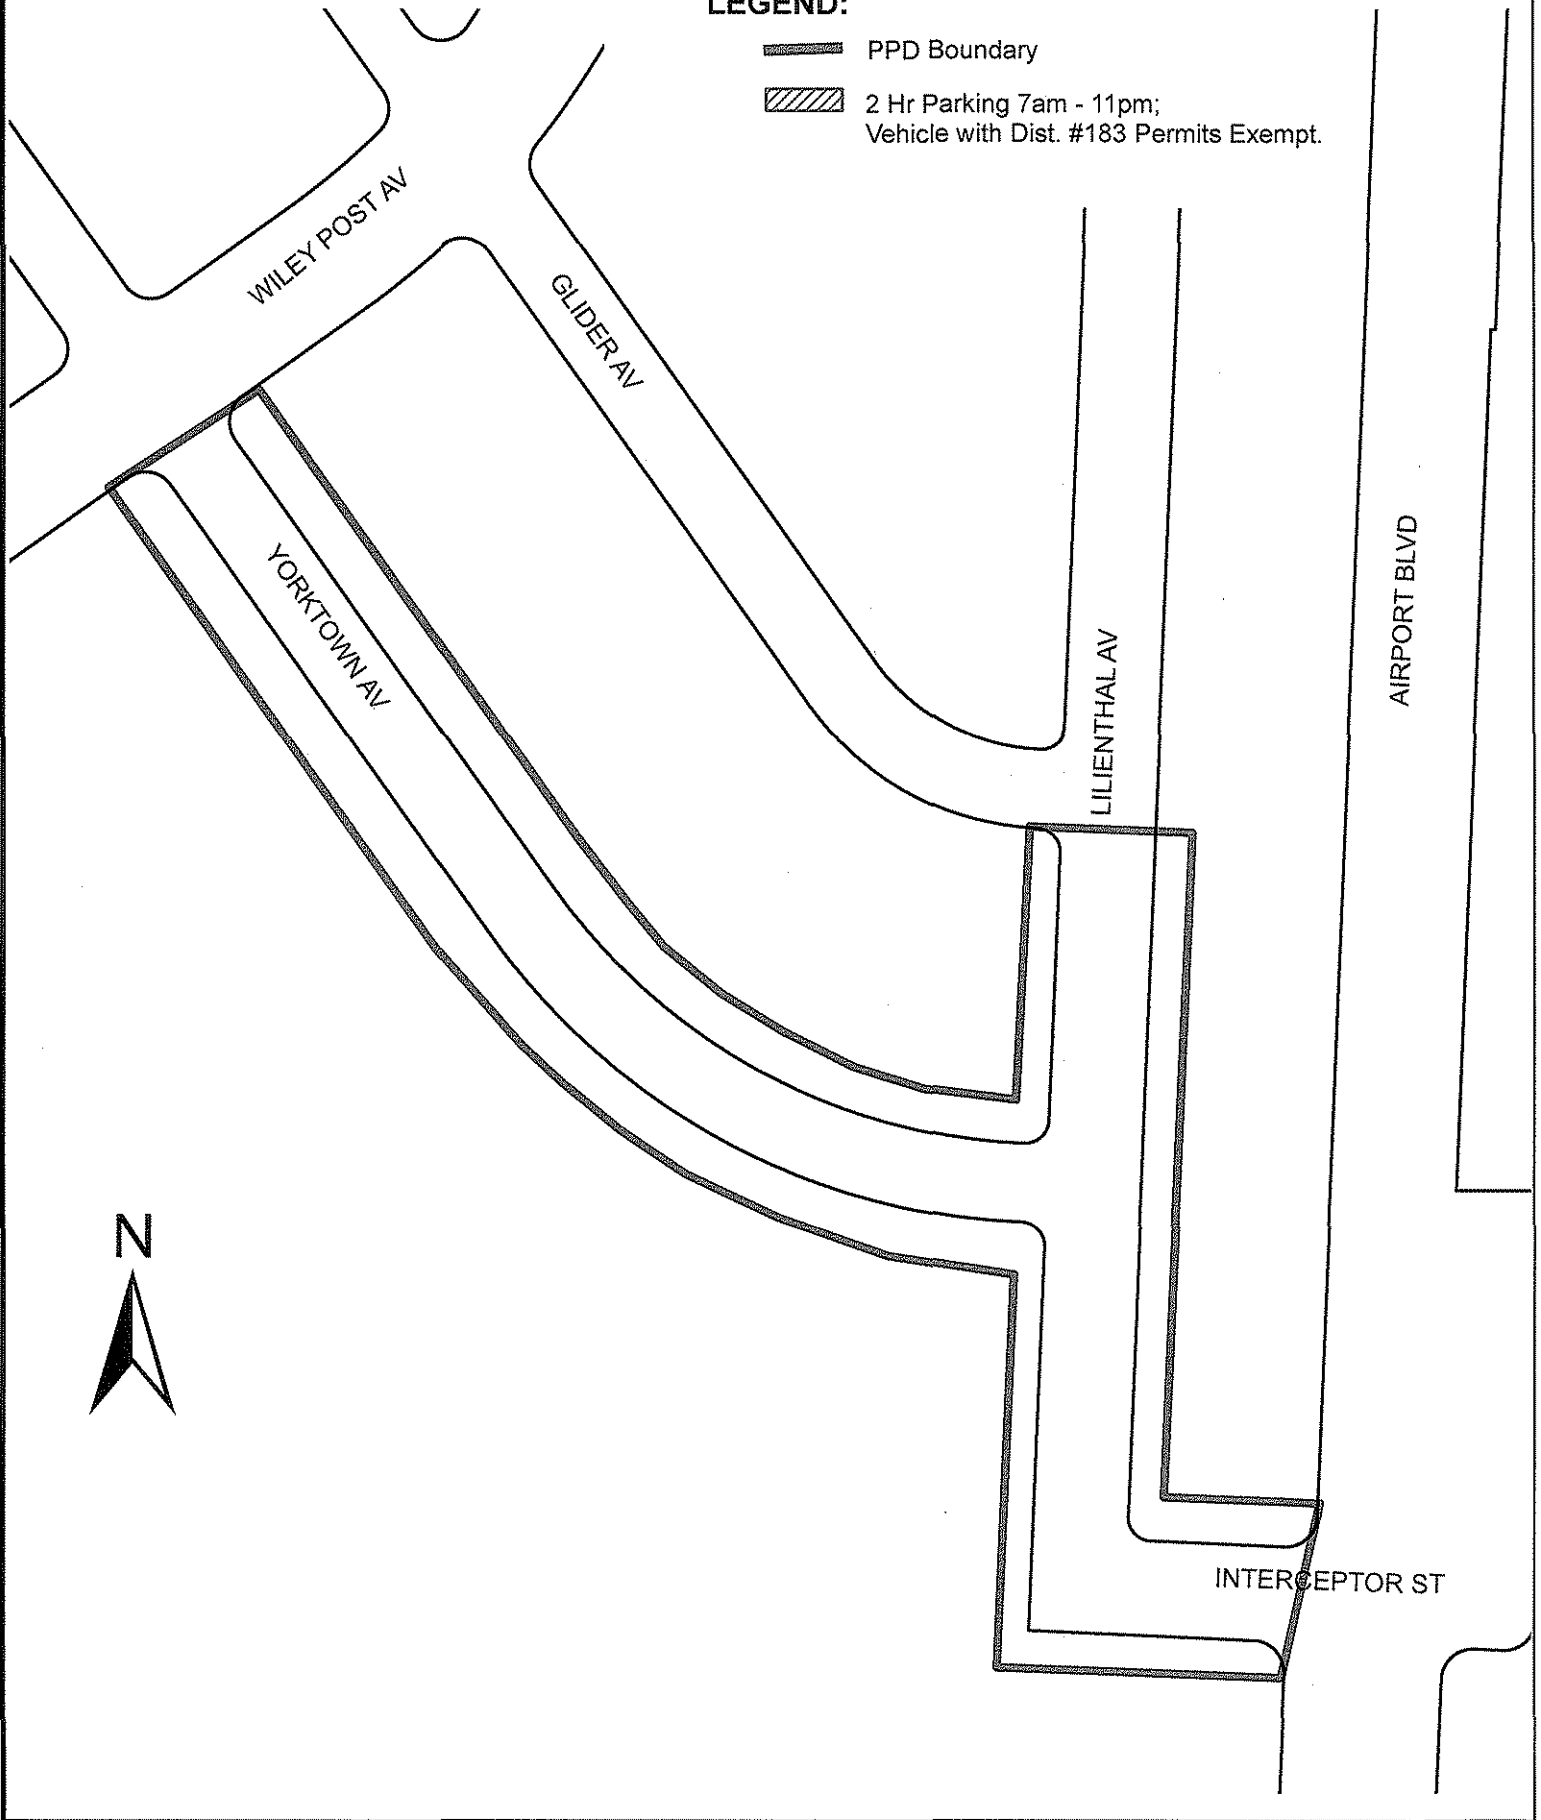 LEGEND:
PPD Boundary
2 Hr Parking 7am - 11pm;
Vehicle with Dist. #183 Permits Exempt.
WILEY POST AV
GLIDER AV
YORKTOWN AV
LILIENTHAL AV
AIRPORT BLVD
N
INTERCEPTOR ST